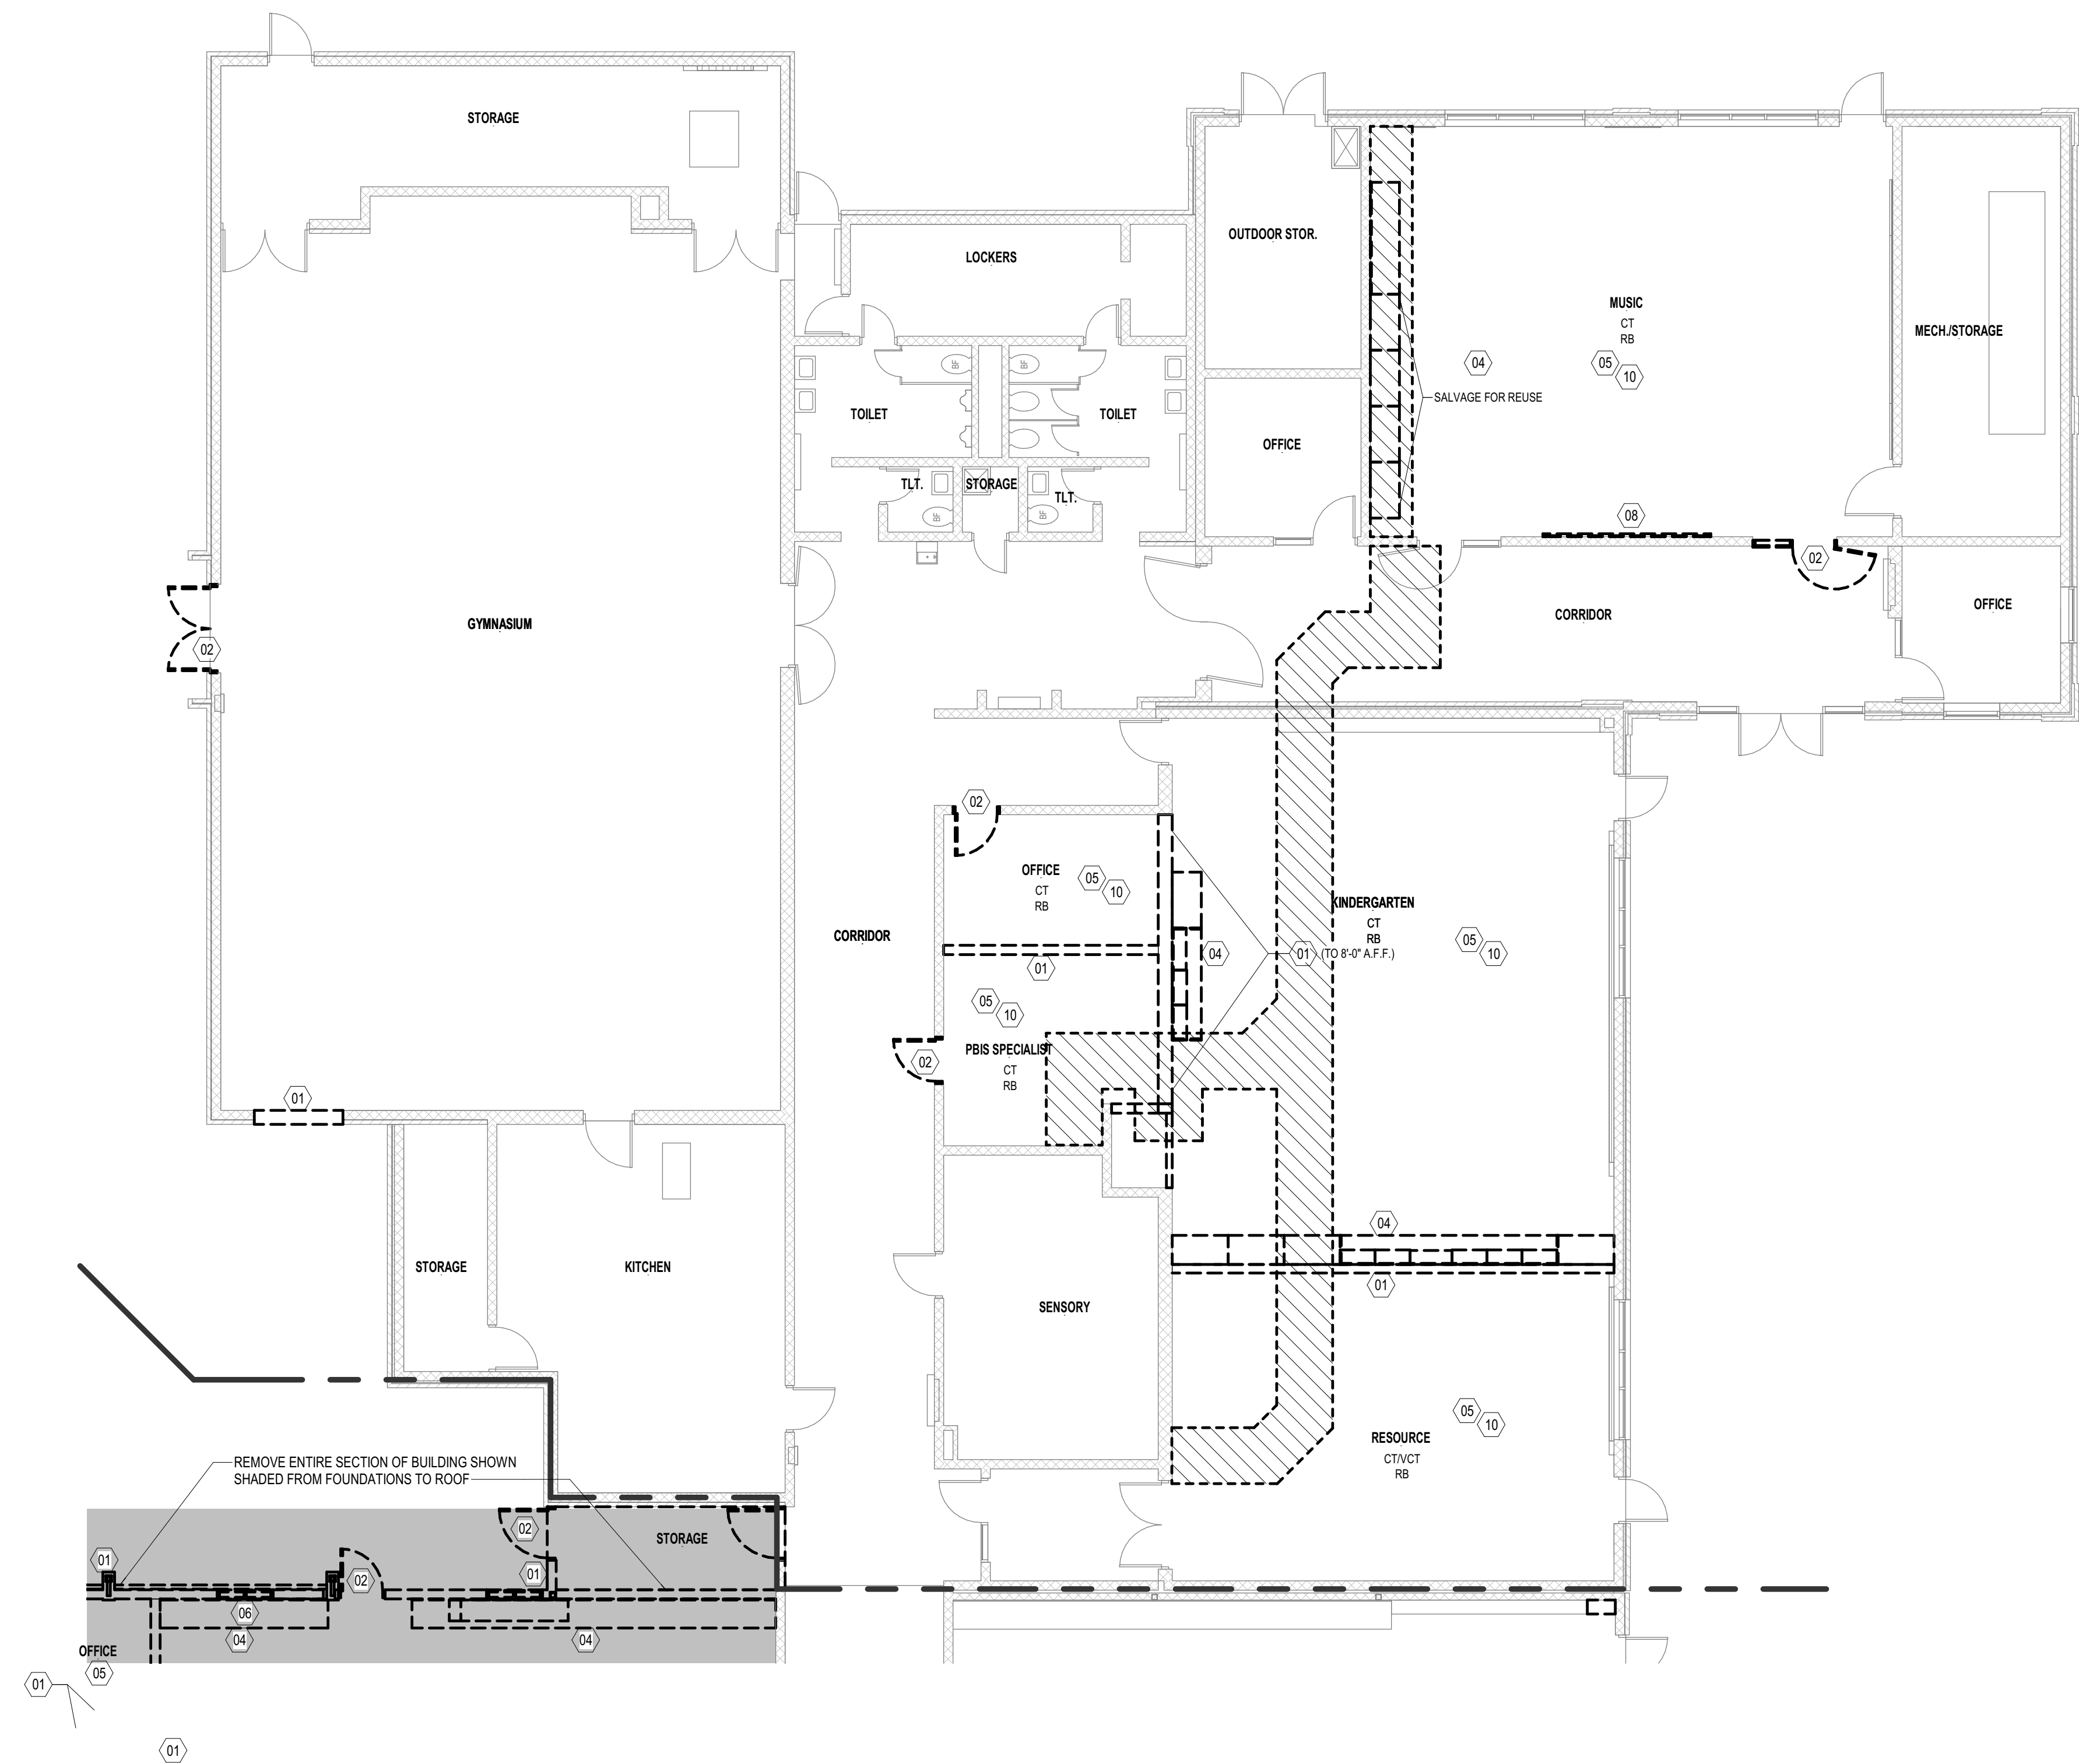 STORAGE
LOCKERS
OUTDOOR STOR.
MUSIC
CT
RB
MECH./STORAGE
04
05
10
SALVAGE FOR REUSE
BF
BF
TOILET
TOILET
OFFICE
TLT.
STORAGE
TLT.
BF
BF
08
02
CORRIDOR
OFFICE
GYMNASIUM
02
02
OFFICE
CT
RB
05
10
KINDERGARTEN
CT
RB
01 (TO 8'-0" A.F.F.)
05
10
CORRIDOR
04
01
05
10
PBIS SPECIALIST
CT
RB
02
01
04
01
STORAGE
KITCHEN
SENSORY
05
10
RESOURCE
CT/VCT
RB
REMOVE ENTIRE SECTION OF BUILDING SHOWN
SHADED FROM FOUNDATIONS TO ROOF
02
STORAGE
01
02
01
06
04
04
OFFICE
05
01
01